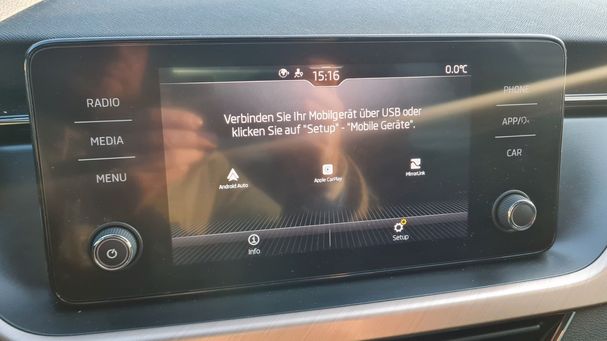 15:16
0.0°C
RADIO
MEDIA
MENU
PHONE
APP/
CAR
Verbinden Sie Ihr Mobilgerät über USB oder
klicken Sie auf "Setup" - "Mobile Geräte".
Android Auto
Apple CarPlay
MirrorLink
Info
Setup